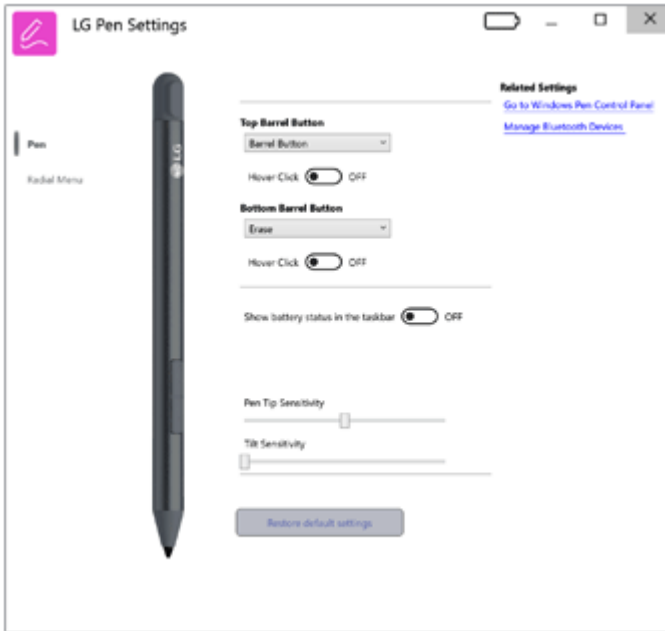 LG Pen Settings
Pen
Radial Menu
LG
Top Barrel Button
Barrel Button
Hover Click OFF
Bottom Barrel Button
Erase
Hover Click OFF
Show battery status in the taskbar OFF
Pen Tip Sensitivity
Tilt Sensitivity
Restore default settings
Related Settings
Go to Windows Pen Control Panel
Manage Bluetooth Devices